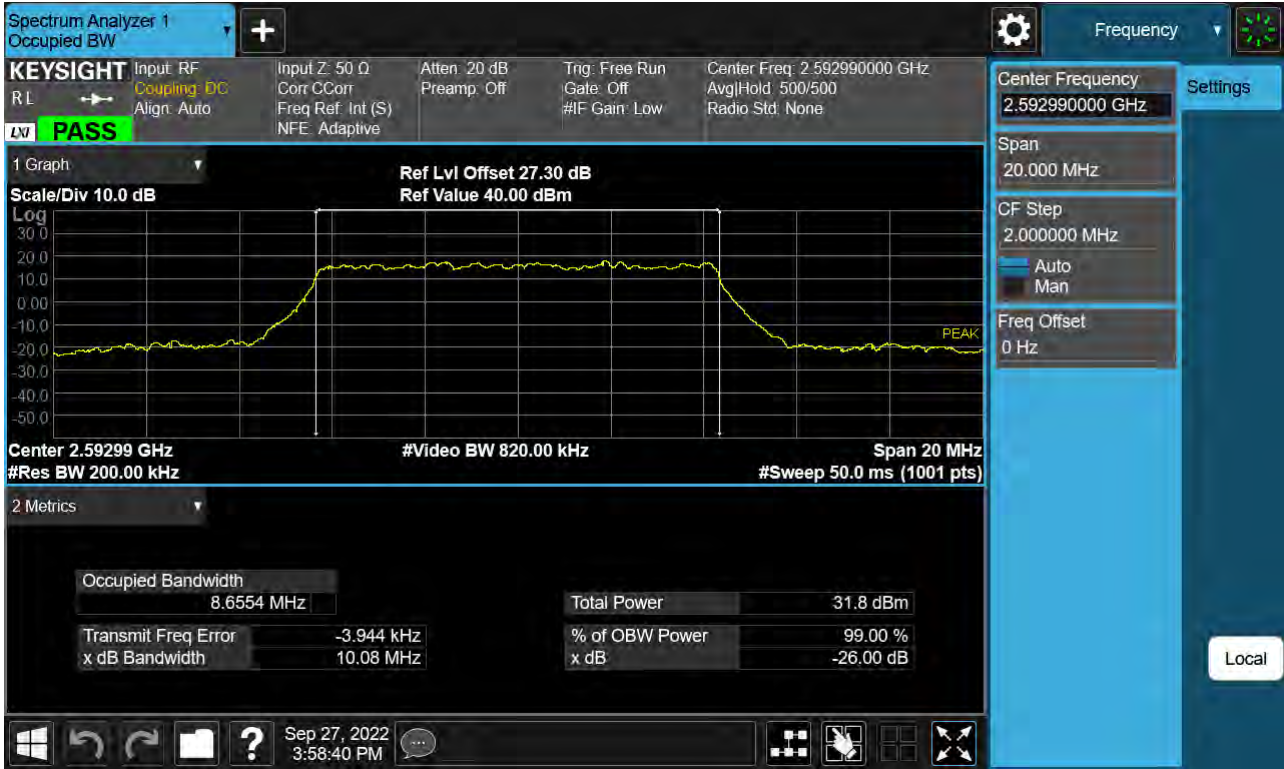 Spectrum Analyzer 1
Occupied BW
Frequency
KEYSIGHT
R L
LXI PASS
Input: RF
Coupling: DC
Align: Auto
Input Z: 50 Ω
Corr CCorr
Freq Ref: Int (S)
NFE: Adaptive
Atten: 20 dB
Preamp: Off
Trig: Free Run
Gate: Off
#IF Gain: Low
Center Freq: 2.592990000 GHz
Avg|Hold: 500/500
Radio Std: None
1 Graph
Scale/Div 10.0 dB
Ref Lvl Offset 27.30 dB
Ref Value 40.00 dBm
Log
30.0
20.0
10.0
0.00
-10.0
-20.0
-30.0
-40.0
-50.0
PEAK
Center 2.59299 GHz
#Video BW 820.00 kHz
Span 20 MHz
#Res BW 200.00 kHz
#Sweep 50.0 ms (1001 pts)
2 Metrics
Occupied Bandwidth
8.6554 MHz
Total Power 31.8 dBm
Transmit Freq Error -3.944 kHz
% of OBW Power 99.00 %
x dB Bandwidth 10.08 MHz
x dB -26.00 dB
Sep 27, 2022
3:58:40 PM
Center Frequency
2.592990000 GHz
Settings
Span
20.000 MHz
CF Step
2.000000 MHz
Auto
Man
Freq Offset
0 Hz
Local